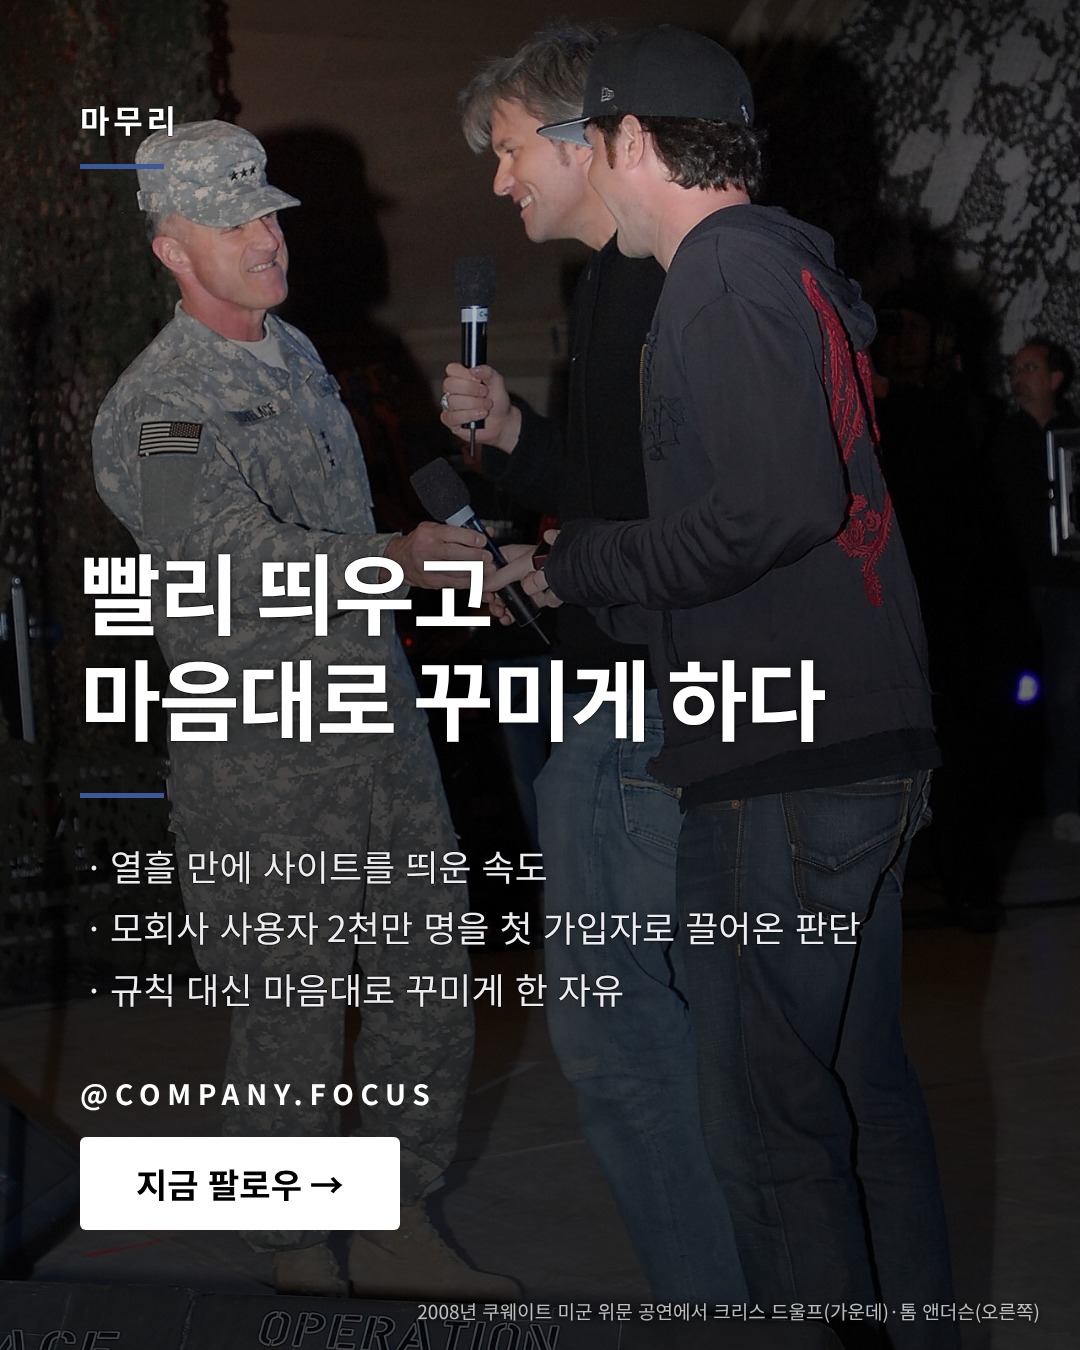 마무리
빨리 띄우고
마음대로 꾸미게 하다
· 열흘 만에 사이트를 띄운 속도
· 모회사 사용자 2천만 명을 첫 가입자로 끌어온 판단
· 규칙 대신 마음대로 꾸미게 한 자유
@COMPANY.FOCUS
지금 팔로우 →
2008년 쿠웨이트 미군 위문 공연에서 크리스 드울프(가운데)·톰 앤더슨(오른쪽)
OPERATION